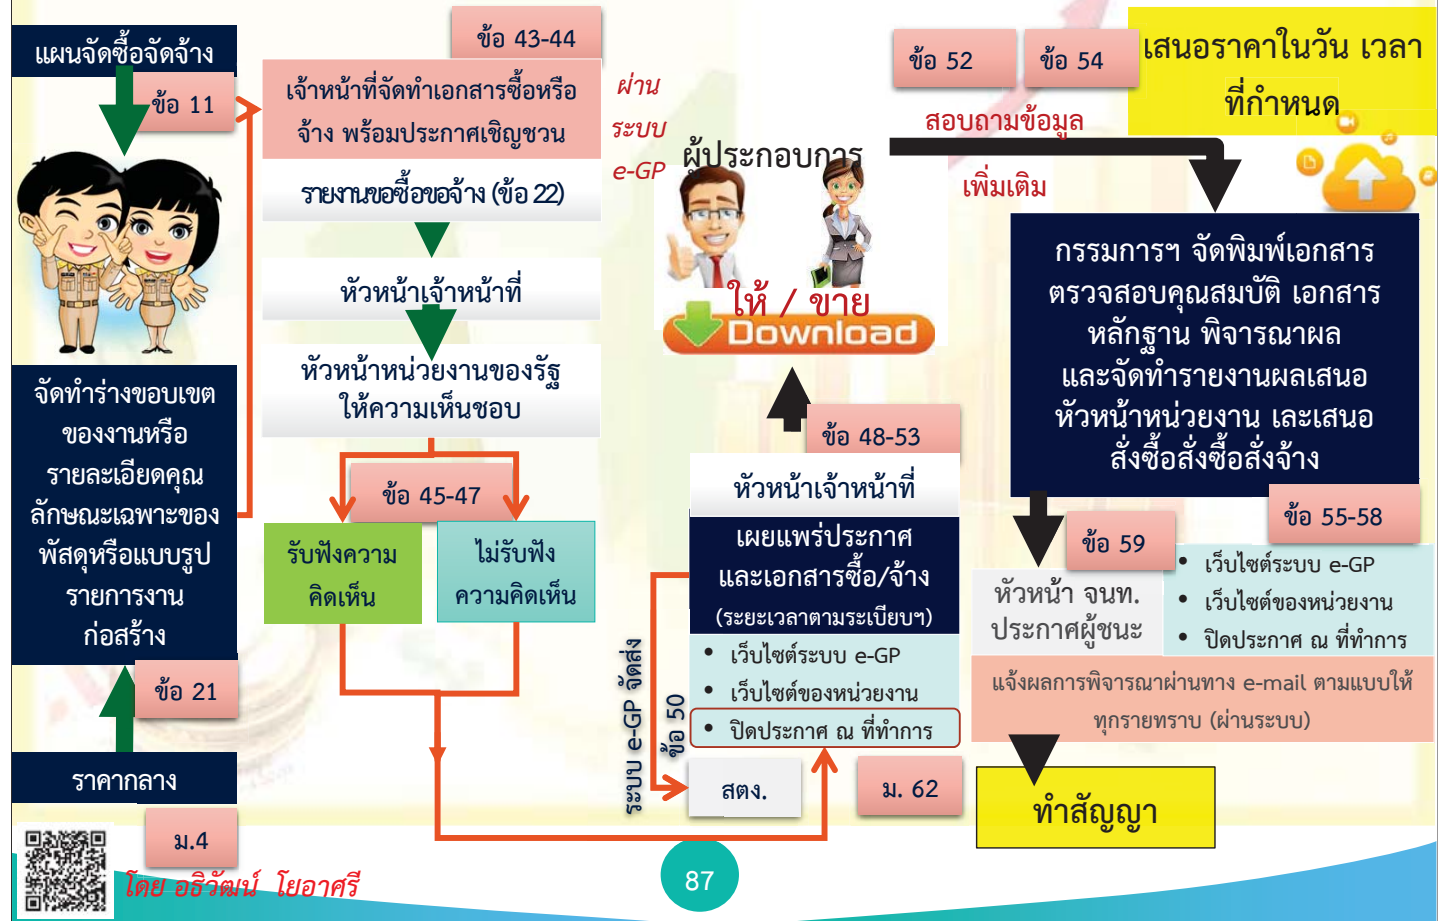 แผนจัดซื้อจัดจ้าง
ข้อ 11
จัดทำร่างขอบเขต
ของงานหรือ
รายละเอียดคุณ
ลักษณะเฉพาะของ
พัสดุหรือแบบรูป
รายการงาน
ก่อสร้าง
ข้อ 21
ราคากลาง
ม.4
โดย อธิวัฒน์ โยอาศรี
ข้อ 43-44
เจ้าหน้าที่จัดทำเอกสารซื้อหรือ
จ้าง พร้อมประกาศเชิญชวน
ผ่าน
ระบบ
e-GP
รายงานขอซื้อขอจ้าง (ข้อ 22)
หัวหน้าเจ้าหน้าที่
หัวหน้าหน่วยงานของรัฐ
ให้ความเห็นชอบ
ข้อ 45-47
รับฟังความ
คิดเห็น
ไม่รับฟัง
ความคิดเห็น
ผู้ประกอบการ
ให้ / ขาย
Download
ข้อ 48-53
หัวหน้าเจ้าหน้าที่
เผยแพร่ประกาศ
และเอกสารซื้อ/จ้าง
(ระยะเวลาตามระเบียบฯ)
• เว็บไซต์ระบบ e-GP
• เว็บไซต์ของหน่วยงาน
• ปิดประกาศ ณ ที่ทำการ
ระบบ e-GP จัดส่ง
ข้อ 50
สตง.
ม. 62
87
ข้อ 52
ข้อ 54
เสนอราคาในวัน เวลา
ที่กำหนด
สอบถามข้อมูล
เพิ่มเติม
กรรมการฯ จัดพิมพ์เอกสาร
ตรวจสอบคุณสมบัติ เอกสาร
หลักฐาน พิจารณาผล
และจัดทำรายงานผลเสนอ
หัวหน้าหน่วยงาน เละเสนอ
สั่งซื้อสั่งซื้อสั่งจ้าง
ข้อ 55-58
ข้อ 59
หัวหน้า จนท.
ประกาศผู้ชนะ
• เว็บไซต์ระบบ e-GP
• เว็บไซต์ของหน่วยงาน
• ปิดประกาศ ณ ที่ทำการ
แจ้งผลการพิจารณาผ่านทาง e-mail ตามแบบให้
ทุกรายทราบ (ผ่านระบบ)
ทำสัญญา